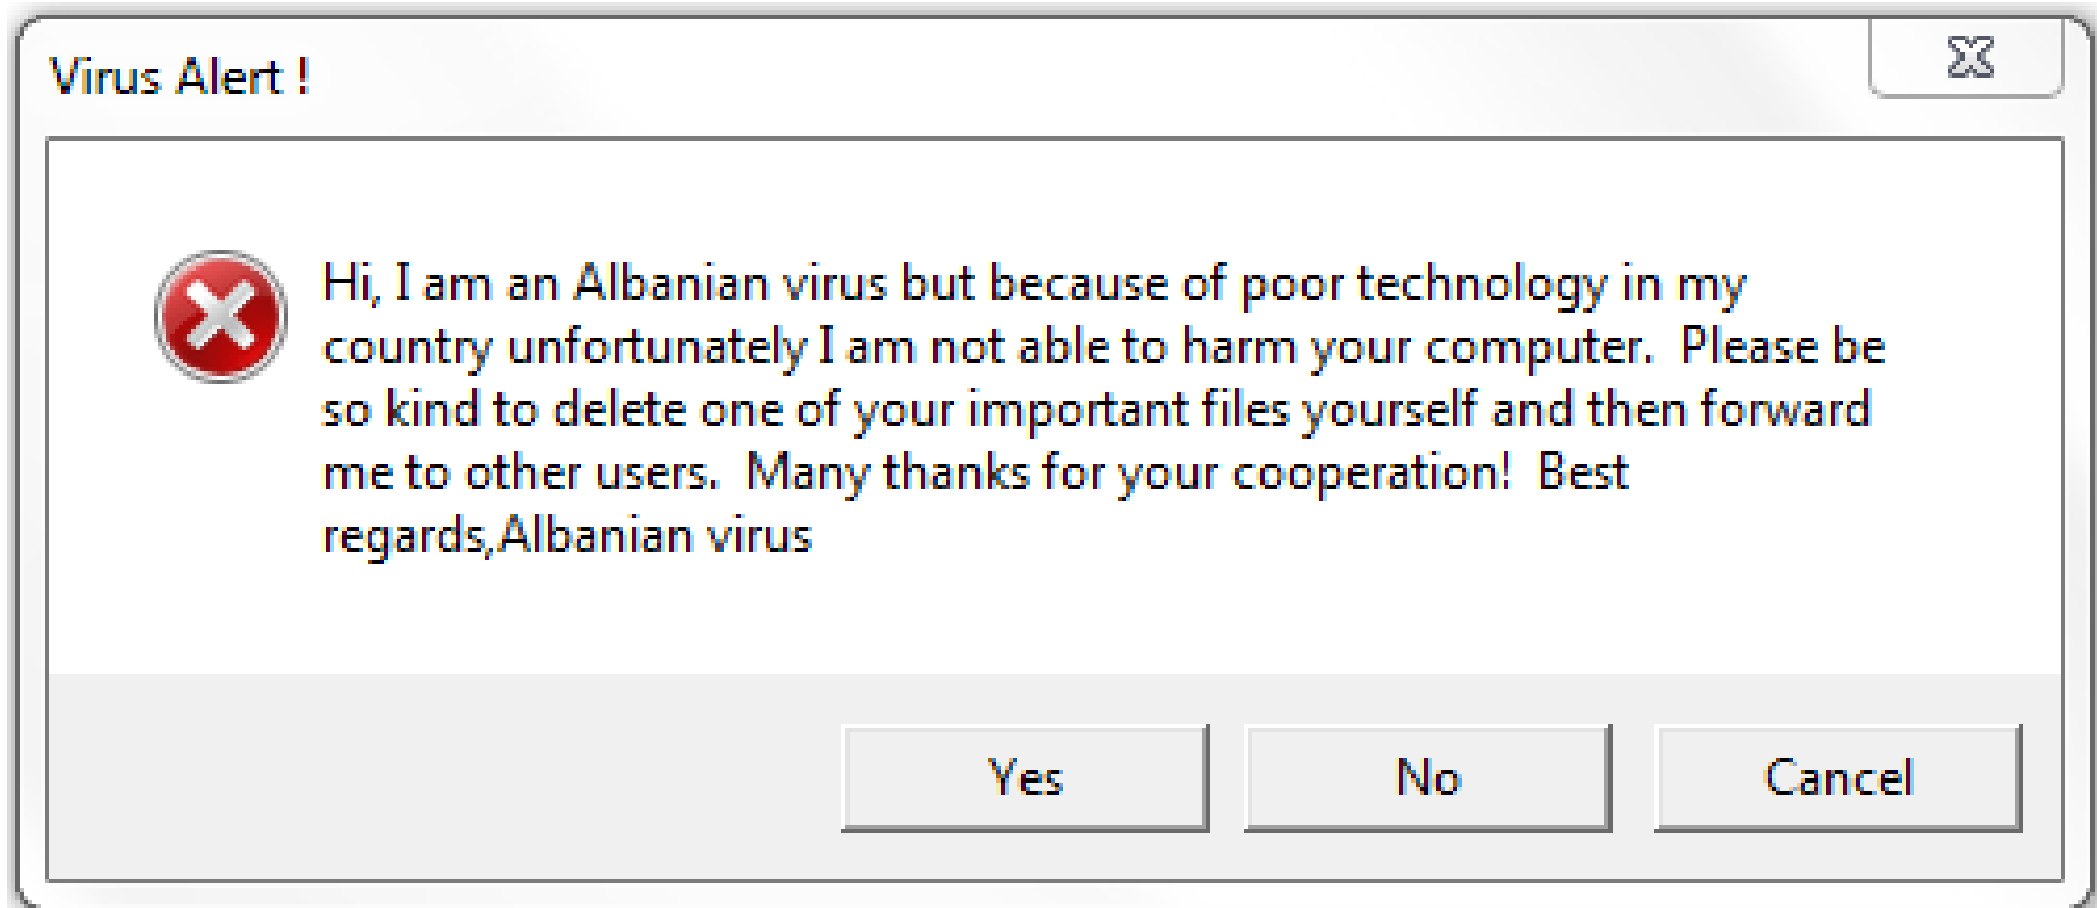 Virus Alert !
Hi, I am an Albanian virus but because of poor technology in my
country unfortunately I am not able to harm your computer.  Please be
so kind to delete one of your important files yourself and then forward
me to other users.  Many thanks for your cooperation!  Best
regards,Albanian virus
Yes No Cancel